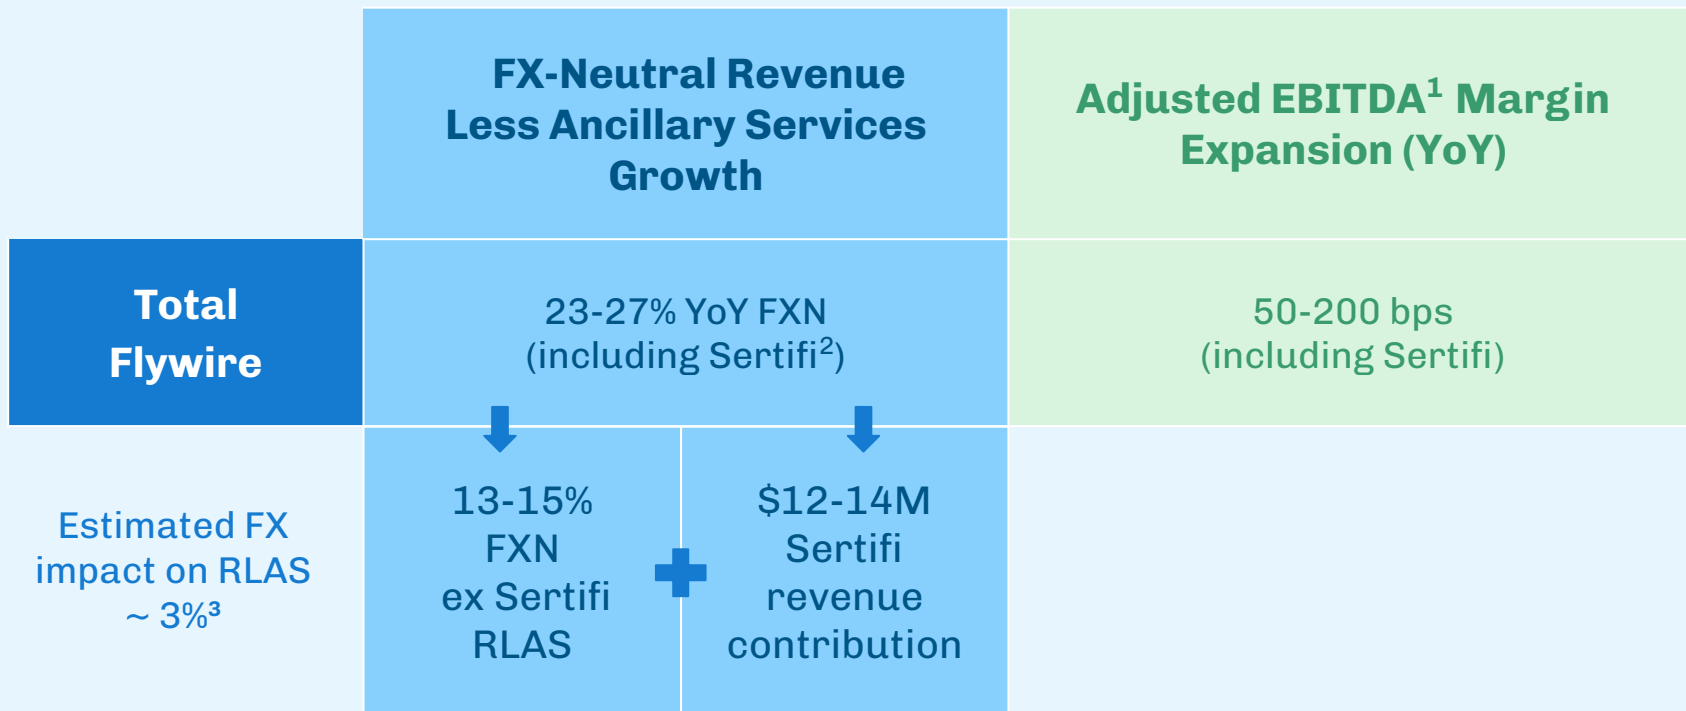 FX-Neutral Revenue
Less Ancillary Services
Growth
Adjusted EBITDA¹ Margin
Expansion (YoY)
Total
Flywire
23-27% YoY FXN
(including Sertifi²)
50-200 bps
(including Sertifi)
Estimated FX
impact on RLAS
~ 3%³
13-15%
FXN
ex Sertifi
RLAS
$12-14M
Sertifi
revenue
contribution